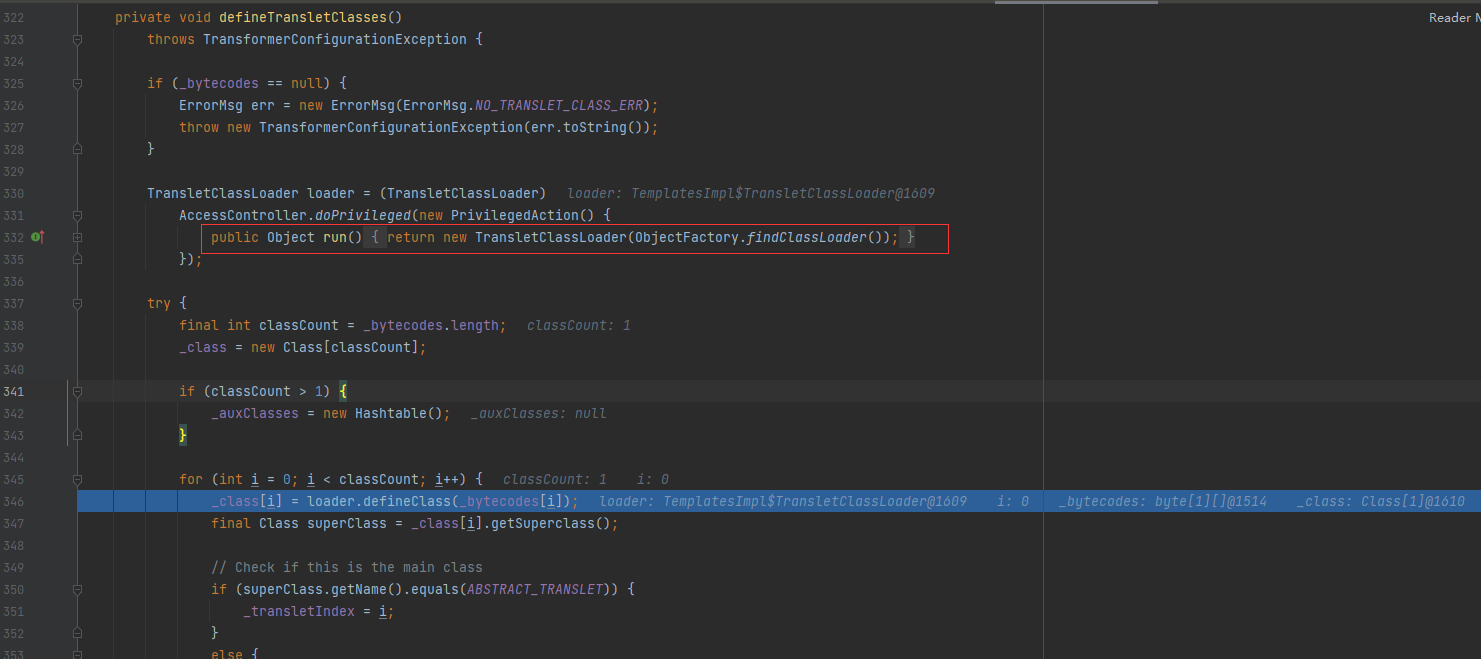 Reader
322 private void defineTransletClasses()
323 throws TransformerConfigurationException {
324
325 if (_bytecodes == null) {
326 ErrorMsg err = new ErrorMsg(ErrorMsg.NO_TRANSLET_CLASS_ERR);
327 throw new TransformerConfigurationException(err.toString());
328 }
329
330 TransletClassLoader loader = (TransletClassLoader) loader: TemplatesImpl$TransletClassLoader@1609
331 AccessController.doPrivileged(new PrivilegedAction() {
332 public Object run() { return new TransletClassLoader(ObjectFactory.findClassLoader()); }
335 });
336
337 try {
338 final int classCount = _bytecodes.length; classCount: 1
339 _class = new Class[classCount];
340
341 if (classCount > 1) {
342 _auxClasses = new Hashtable(); _auxClasses: null
343 }
344
345 for (int i = 0; i < classCount; i++) { classCount: 1 i: 0
346 _class[i] = loader.defineClass(_bytecodes[i]); loader: TemplatesImpl$TransletClassLoader@1609 i: 0 _bytecodes: byte[1][]@1514 _class: Class[1]@1610
347 final Class superClass = _class[i].getSuperclass();
348
349 // Check if this is the main class
350 if (superClass.getName().equals(ABSTRACT_TRANSLET)) {
351 _transletIndex = i;
352 }
353 else {